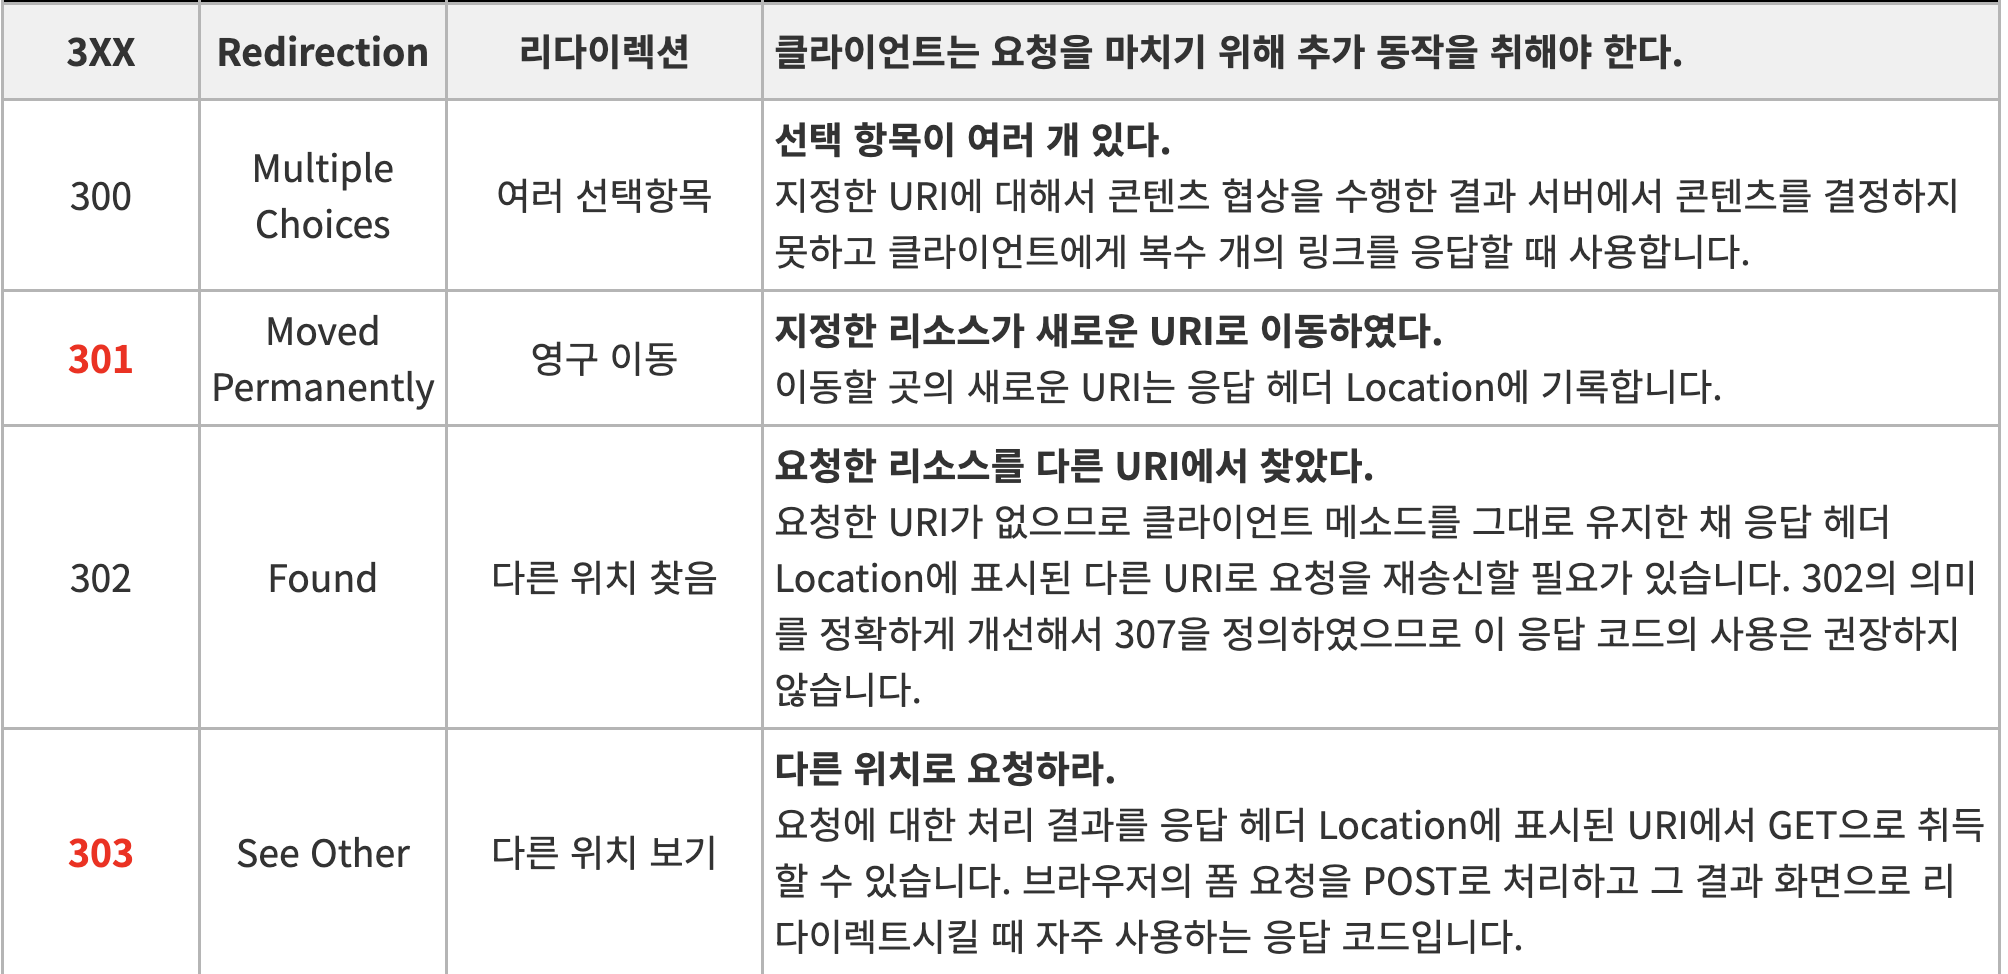 3XX
Redirection
리다이렉션
클라이언트는 요청을 마치기 위해 추가 동작을 취해야 한다.
300
Multiple
Choices
여러 선택항목
선택 항목이 여러 개 있다.
지정한 URI에 대해서 콘텐츠 협상을 수행한 결과 서버에서 콘텐츠를 결정하지
못하고 클라이언트에게 복수 개의 링크를 응답할 때 사용합니다.
301
Moved
Permanently
영구 이동
지정한 리소스가 새로운 URI로 이동하였다.
이동할 곳의 새로운 URI는 응답 헤더 Location에 기록합니다.
302
Found
다른 위치 찾음
요청한 리소스를 다른 URI에서 찾았다.
요청한 URI가 없으므로 클라이언트 메소드를 그대로 유지한 채 응답 헤더
Location에 표시된 다른 URI로 요청을 재송신할 필요가 있습니다. 302의 의미
를 정확하게 개선해서 307을 정의하였으므로 이 응답 코드의 사용은 권장하지
않습니다.
303
See Other
다른 위치 보기
다른 위치로 요청하라.
요청에 대한 처리 결과를 응답 헤더 Location에 표시된 URI에서 GET으로 취득
할 수 있습니다. 브라우저의 폼 요청을 POST로 처리하고 그 결과 화면으로 리
다이렉트시킬 때 자주 사용하는 응답 코드입니다.